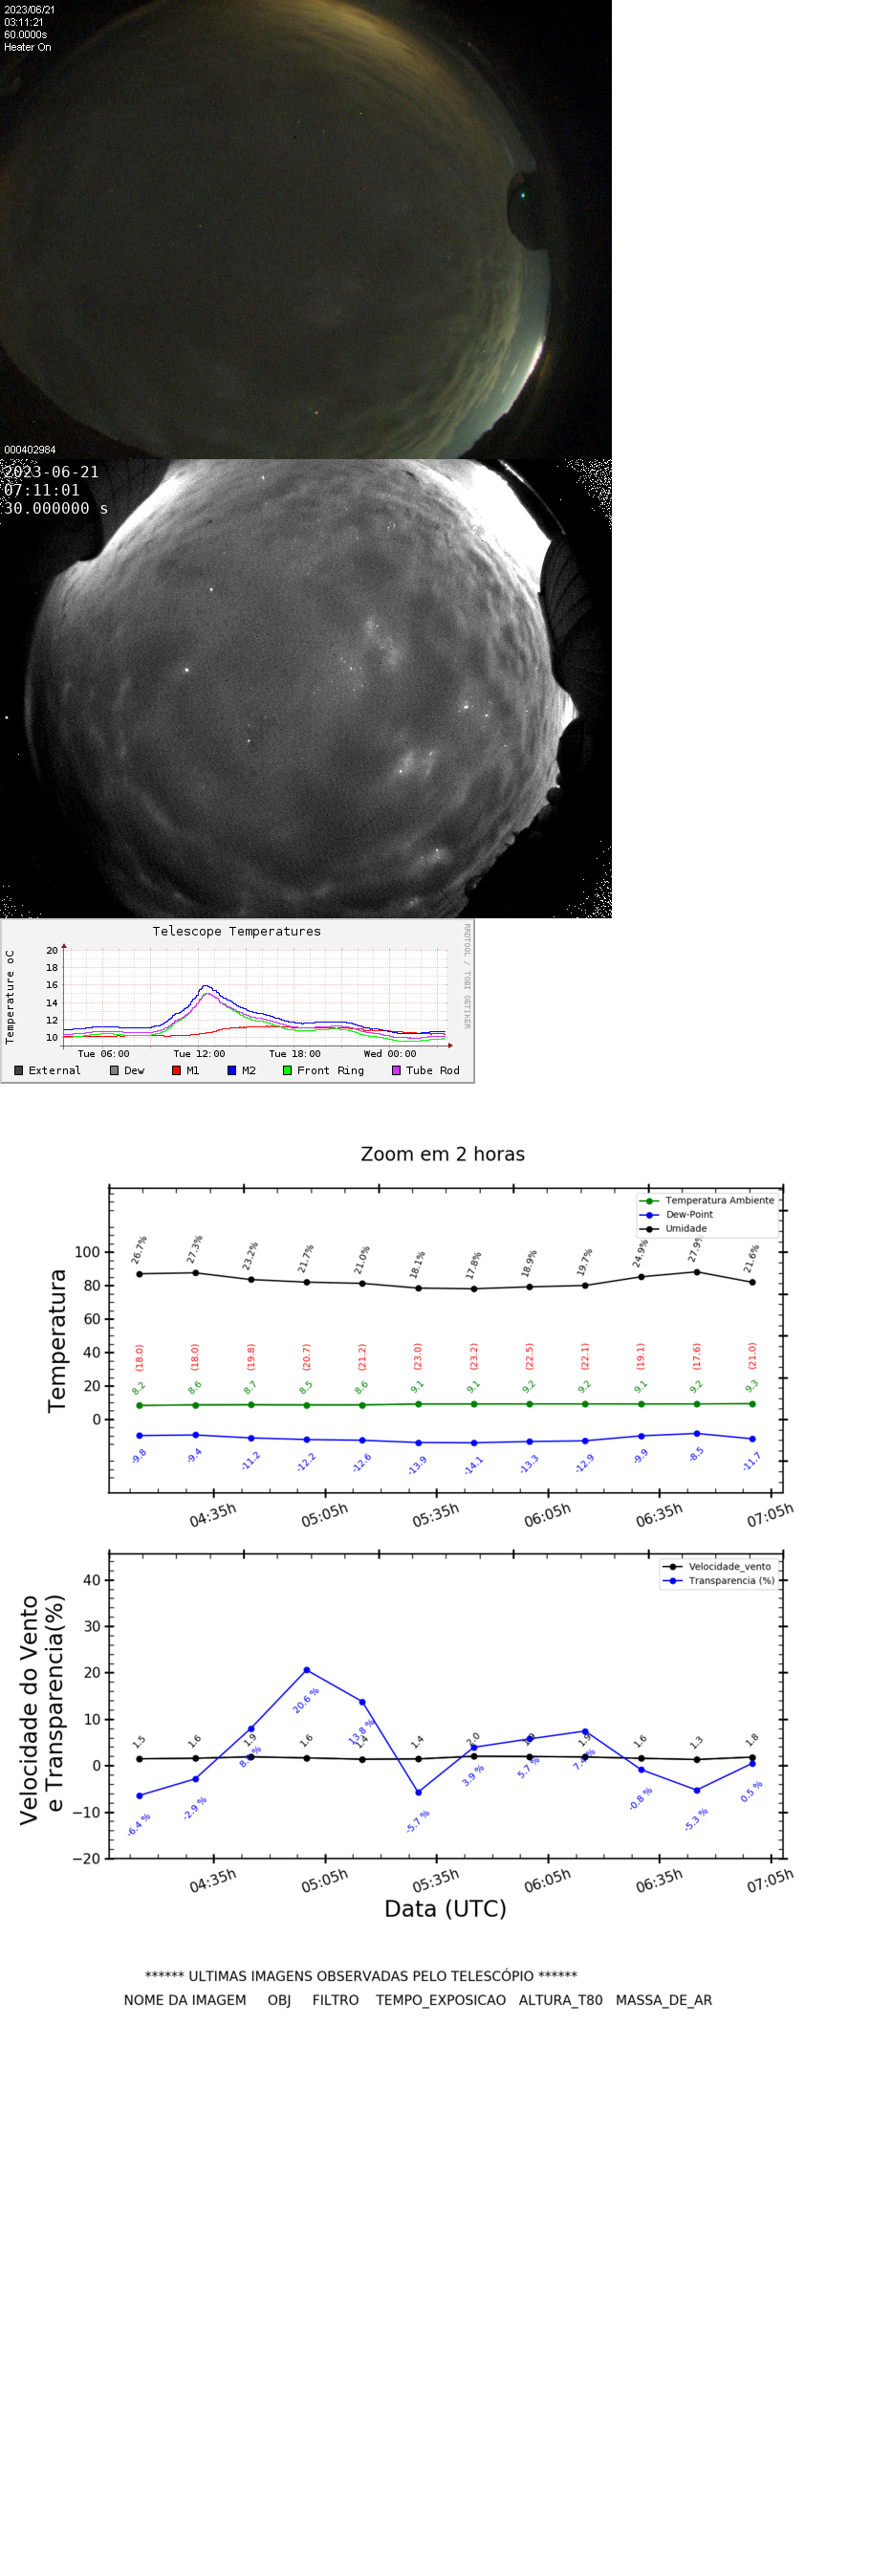 2023/06/21
03:11:21
60.0000s
Heater On
000402984
2023-06-21
07:11:01
30.000000 s
Telescope Temperatures
RRDTOOL / TOBI OETIKER
Temperature oC
20
18
16
14
12
10
Tue 06:00 Tue 12:00 Tue 18:00 Wed 00:00
External Dew M1 M2 Front Ring Tube Rod
Zoom em 2 horas
Temperatura Ambiente
Dew-Point
Umidade
Temperatura
100
80
60
40
20
0
26.7% 27.3% 23.2% 21.7% 21.0% 18.1% 17.8% 18.9% 19.7% 24.9% 27.9% 21.6%
(18.0) (18.0) (19.8) (20.7) (21.2) (23.0) (23.2) (22.5) (22.1) (19.1) (17.6) (21.0)
8.2 8.6 8.7 8.5 8.6 9.1 9.1 9.2 9.2 9.1 9.2 9.3
-9.8 -9.4 -11.2 -12.2 -12.6 -13.9 -14.1 -13.3 -12.9 -9.9 -8.5 -11.7
04:35h 05:05h 05:35h 06:05h 06:35h 07:05h
Velocidade_vento
Transparencia (%)
Velocidade do Vento
e Transparencia(%)
40
30
20
10
0
−10
−20
1.5 1.6 1.9 1.6 1.4 1.4 2.0 1.9 1.6 1.3 1.8
-6.4 % -2.9 % 20.6 % 13.8 % -5.7 % 3.9 % 5.7 % -0.8 % -5.3 % 0.5 %
04:35h 05:05h 05:35h 06:05h 06:35h 07:05h
Data (UTC)
****** ULTIMAS IMAGENS OBSERVADAS PELO TELESCÓPIO ******
NOME DA IMAGEM OBJ FILTRO TEMPO_EXPOSICAO ALTURA_T80 MASSA_DE_AR